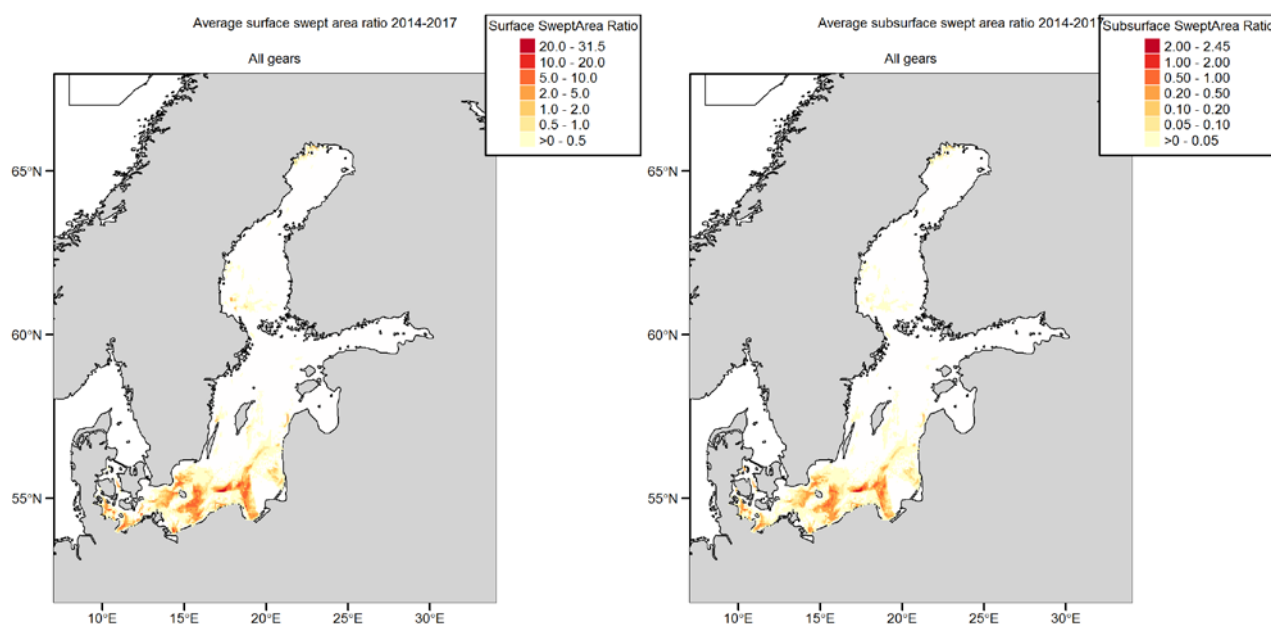 Average surface swept area ratio 2014-2017
Surface SweptArea Ratio
20.0 - 31.5
10.0 - 20.0
5.0 - 10.0
2.0 - 5.0
1.0 - 2.0
0.5 - 1.0
>0 - 0.5
All gears
65°N
60°N
55°N
10°E
15°E
20°E
25°E
30°E
Average subsurface swept area ratio 2014-2017
Subsurface SweptArea Ratio
2.00 - 2.45
1.00 - 2.00
0.50 - 1.00
0.20 - 0.50
0.10 - 0.20
0.05 - 0.10
>0 - 0.05
All gears
65°N
60°N
55°N
10°E
15°E
20°E
25°E
30°E